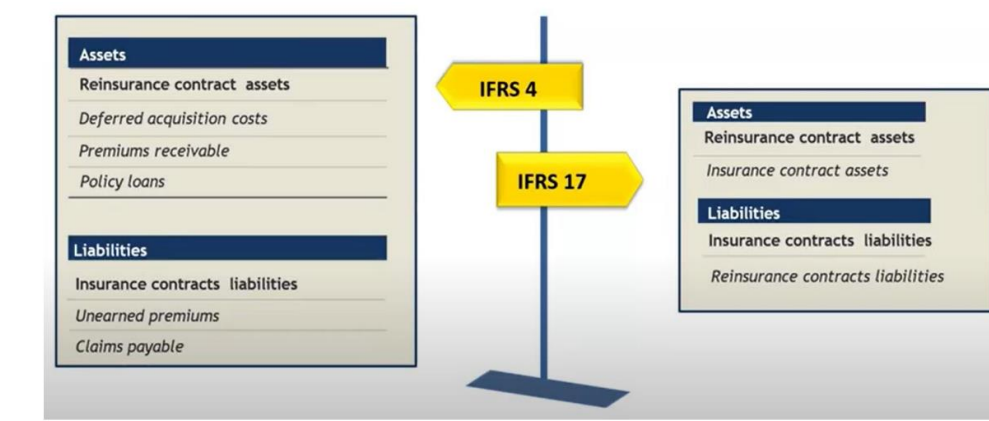 Assets
Reinsurance contract assets
Deferred acquisition costs
Premiums receivable
Policy loans
Liabilities
Insurance contracts liabilities
Unearned premiums
Claims payable
IFRS 4
IFRS 17
Assets
Reinsurance contract assets
Insurance contract assets
Liabilities
Insurance contracts liabilities
Reinsurance contracts liabilities